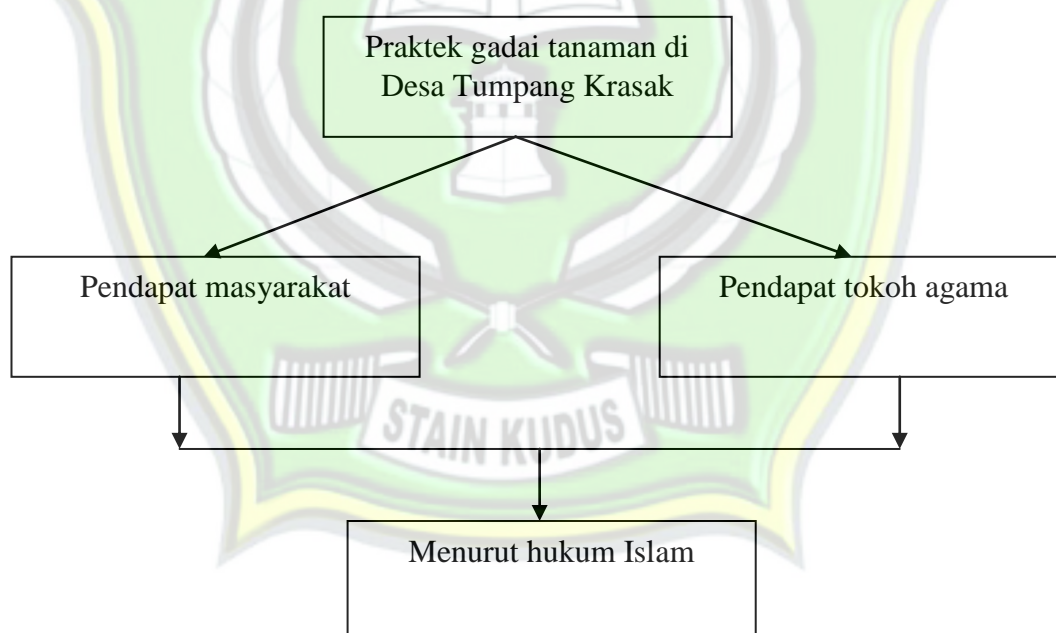 Praktek gadai tanaman di
Desa Tumpang Krasak
Pendapat masyarakat
Pendapat tokoh agama
STAIN KUDUS
Menurut hukum Islam